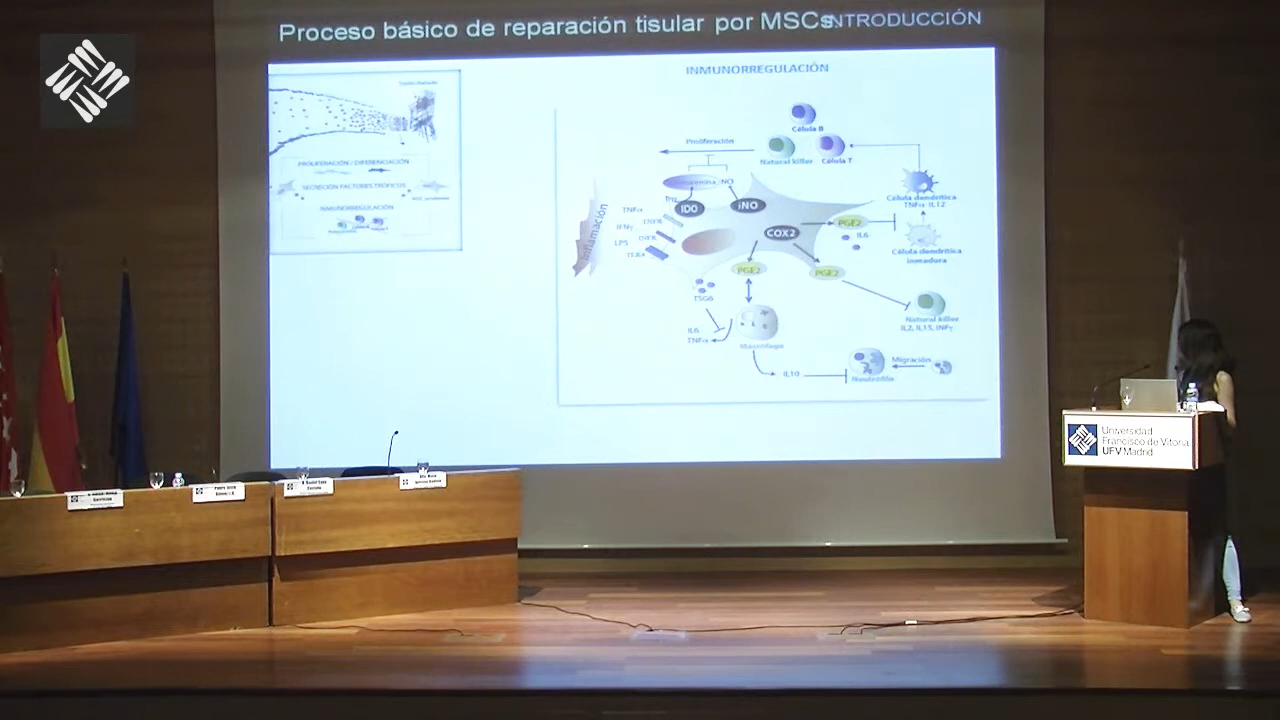 Proceso básico de reparación tisular por MSCs
INTRODUCCIÓN
INMUNORREGULACIÓN
Célula B
Proliferación
Natural killer
Célula T
PROLIFERACIÓN / DIFERENCIACIÓN
SECRECIÓN FACTORES TRÓFICOS
INMUNORREGULACIÓN
Inflamación
TNFα
IFNγ
LPS
IDO
iNO
COX2
PGE2
IL6
Célula dendrítica
TNFα IL12
Célula dendrítica
inmadura
PGE2
PGE2
TSG6
IL6
TNFα
Macrófago
Natural killer
IL2, IL15, INFγ
IL10
Neutrófilo
Migración
Universidad
Francisco de Vitoria
UFV Madrid